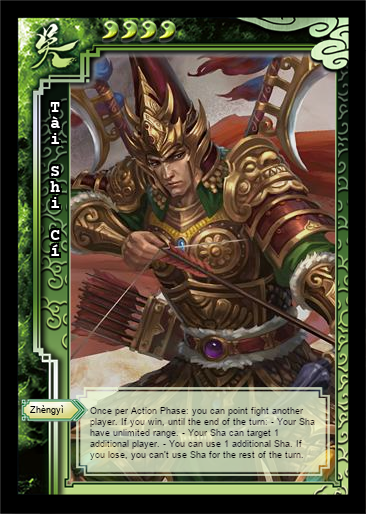 吴
Tài Shǐ Cí
Zhèngyì
Once per Action Phase: you can point fight another
player. If you win, until the end of the turn: - Your Sha
have unlimited range. - Your Sha can target 1
additional player. - You can use 1 additional Sha. If
you lose, you can't use Sha for the rest of the turn.